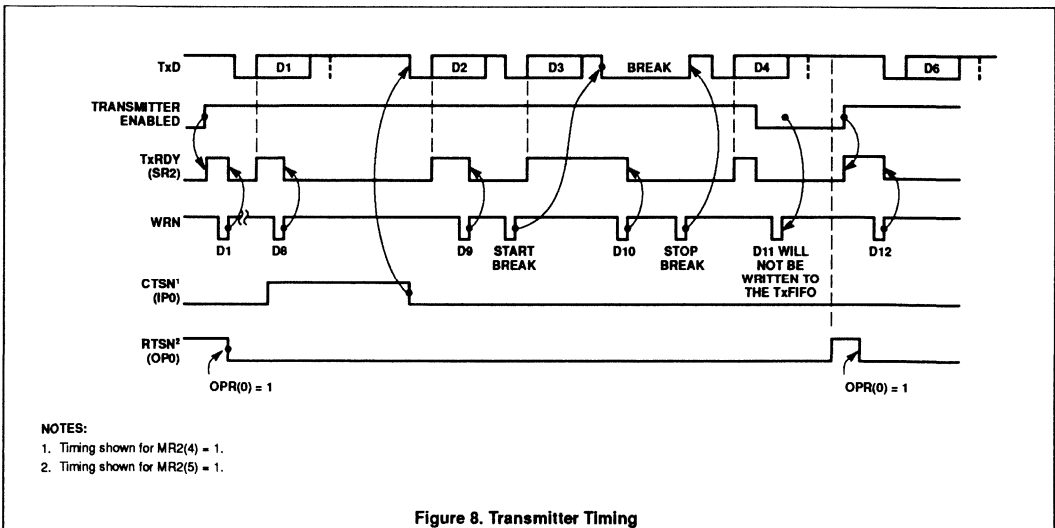 TxD
D1
D2
D3
BREAK
D4
D6
TRANSMITTER
ENABLED
TxRDY
(SR2)
WRN
D1
D8
D9
START
BREAK
D10
STOP
BREAK
D11 WILL
NOT BE
WRITTEN TO
THE TxFIFO
D12
CTSN1
(IP0)
RTSN2
(OP0)
OPR(0) = 1
OPR(0) = 1
NOTES:
1. Timing shown for MR2(4) = 1.
2. Timing shown for MR2(5) = 1.
Figure 8. Transmitter Timing